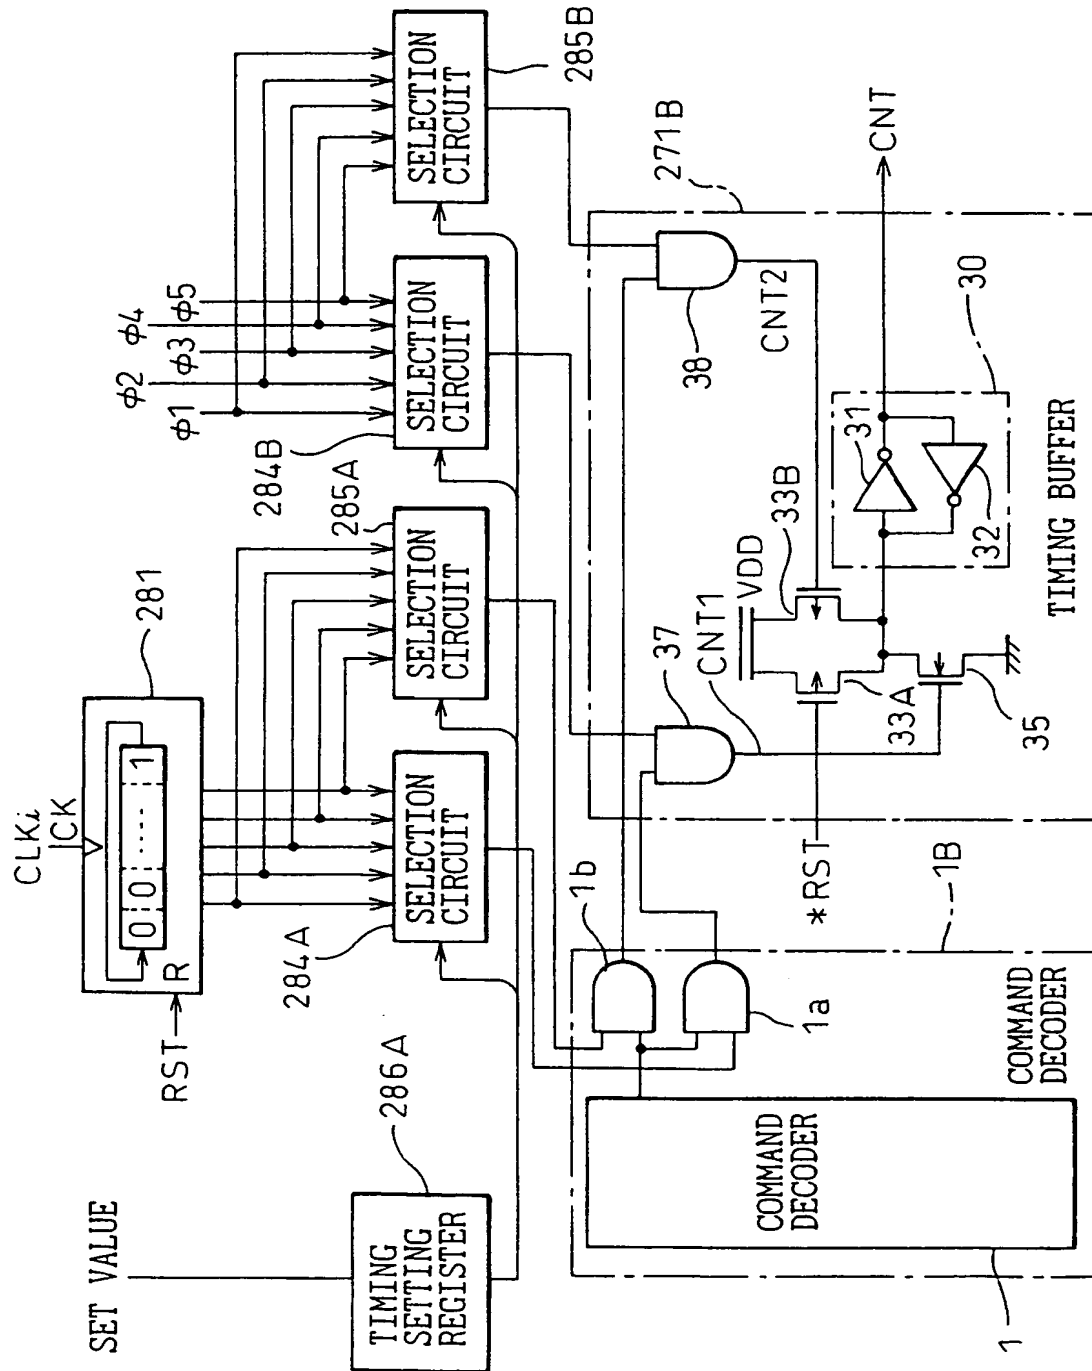 SET VALUE
TIMING
SETTING
REGISTER
286A
RST
CLKi
CK
R
0 0 ..... 1
281
SELECTION
CIRCUIT
284A
SELECTION
CIRCUIT
285A
φ1
φ2
φ3
φ4
φ5
SELECTION
CIRCUIT
284B
SELECTION
CIRCUIT
285B
COMMAND
DECODER
1
COMMAND
DECODER
1B
1b
1a
*RST
37
CNT1
33A
33B
VDD
35
38
CNT2
31
32
30
CNT
271B
TIMING BUFFER